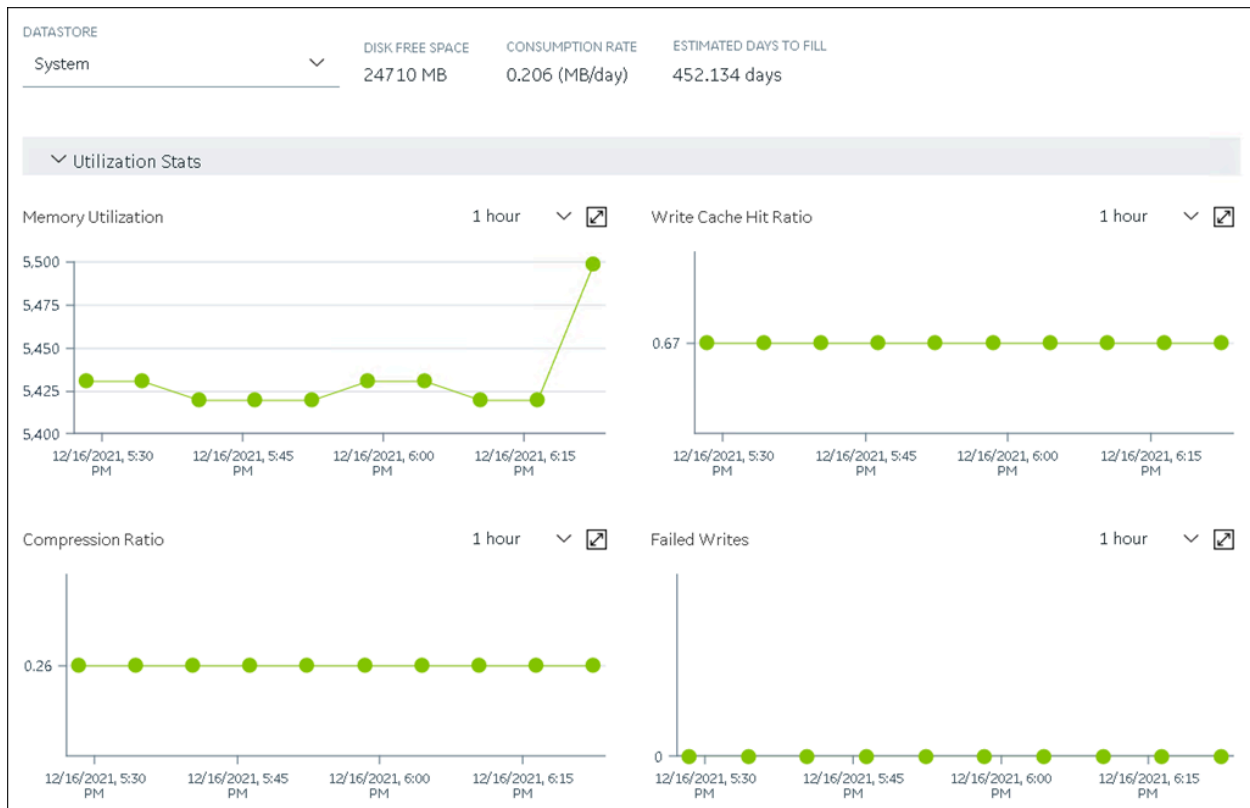 DATASTORE
System
DISK FREE SPACE
24710 MB
CONSUMPTION RATE
0.206 (MB/day)
ESTIMATED DAYS TO FILL
452.134 days
Utilization Stats
Memory Utilization
1 hour
5,500
5,475
5,450
5,425
5,400
12/16/2021, 5:30
PM
12/16/2021, 5:45
PM
12/16/2021, 6:00
PM
12/16/2021, 6:15
PM
Write Cache Hit Ratio
1 hour
0.67
12/16/2021, 5:30
PM
12/16/2021, 5:45
PM
12/16/2021, 6:00
PM
12/16/2021, 6:15
PM
Compression Ratio
1 hour
0.26
12/16/2021, 5:30
PM
12/16/2021, 5:45
PM
12/16/2021, 6:00
PM
12/16/2021, 6:15
PM
Failed Writes
1 hour
0
12/16/2021, 5:30
PM
12/16/2021, 5:45
PM
12/16/2021, 6:00
PM
12/16/2021, 6:15
PM